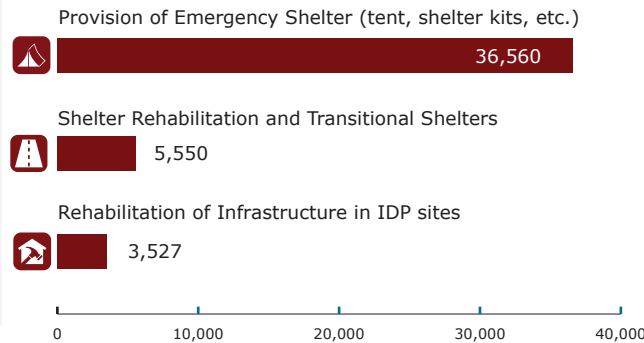 Provision of Emergency Shelter (tent, shelter kits, etc.)
36,560
Shelter Rehabilitation and Transitional Shelters
5,550
Rehabilitation of Infrastructure in IDP sites
3,527
0 10,000 20,000 30,000 40,000